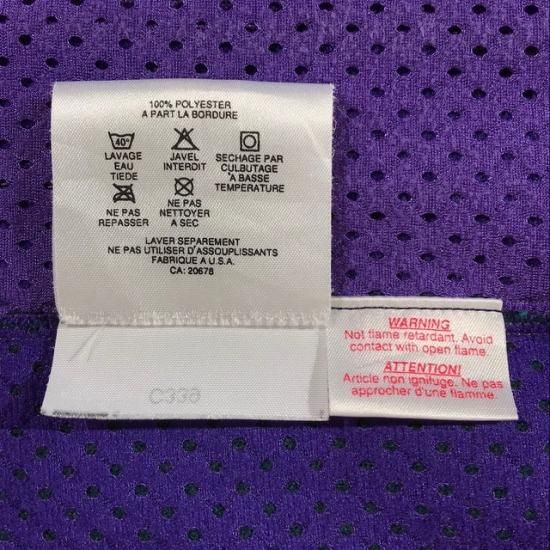 100% POLYESTER
A PART LA BORDURE
40°
LAVAGE
EAU
TIEDE
JAVEL
INTERDIT
SECHAGE PAR
CULBUTAGE
A BASSE
TEMPERATURE
NE PAS
REPASSER
NE PAS
NETTOYER
A SEC
LAVER SEPAREMENT
NE PAS UTILISER D'ASSOUPLISSANTS
FABRIQUE A U.S.A.
CA: 20678
WARNING
Not flame retardant. Avoid
contact with open flame.
ATTENTION!
Article non ignifuge. Ne pas
approcher d'une flamme.